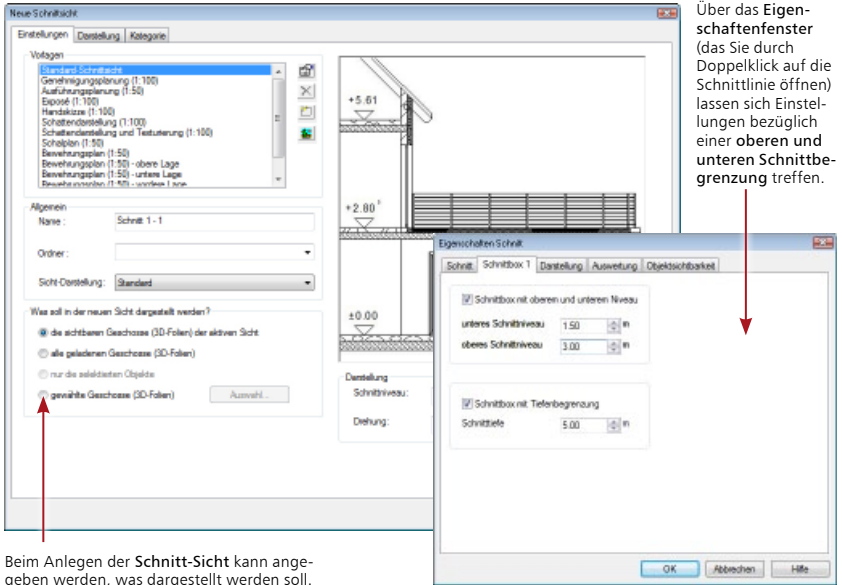 Neue Schnittsicht
Einstellungen Darstellung Kategorie
Vorlagen
Standard-Schnittsicht
Genehmigungsplanung (1:100)
Ausführungsplanung (1:50)
Exposé (1:100)
Handskizze (1:100)
Schattendarstellung (1:100)
Schattendarstellung und Texturierung (1:100)
Schalplan (1:50)
Bewehrungsplan (1:50)
Bewehrungsplan (1:50) - obere Lage
Bewehrungsplan (1:50) - untere Lage
Bewehrungsplan (1:50) - vordere Lage
+5.61
+2.80
±0.00
Allgemein
Name : Schnitt 1 - 1
Ordner :
Sicht-Darstellung: Standard
Was soll in der neuen Sicht dargestellt werden?
die sichtbaren Geschosse (3D-Folien) der aktiven Sicht
alle geladenen Geschosse (3D-Folien)
nur die selektierten Objekte
gewählte Geschosse (3D-Folien) Auswahl...
Darstellung
Schnittniveau:
Drehung:
Über das Eigen-
schaftenfenster
(das Sie durch
Doppelklick auf die
Schnittlinie öffnen)
lassen sich Einstel-
lungen bezüglich
einer oberen und
unteren Schnittbe-
grenzung treffen.
Eigenschaften Schnitt
Schnitt Schnittbox 1 Darstellung Auswertung Objektsichtbarkeit
Schnittbox mit oberem und unterem Niveau
unteres Schnittniveau 1.50 m
oberes Schnittniveau 3.00 m
Schnittbox mit Tiefenbegrenzung
Schnitttiefe 5.00 m
OK Abbrechen Hilfe
Beim Anlegen der Schnitt-Sicht kann ange-
geben werden, was dargestellt werden soll.